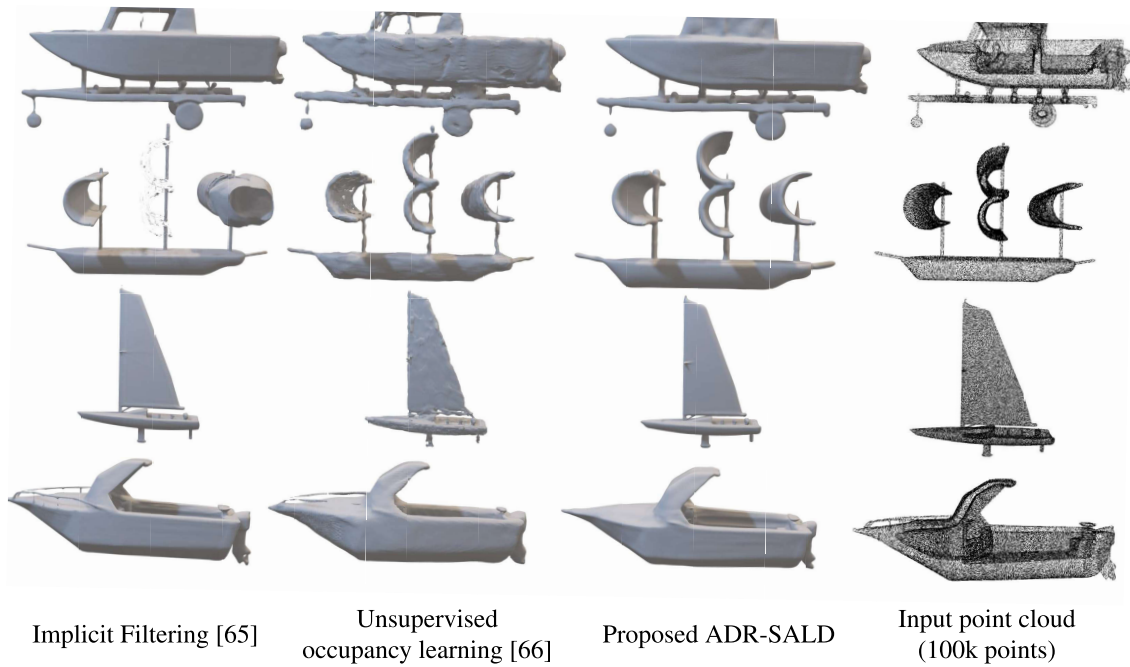 Implicit Filtering [65]
Unsupervised
occupancy learning [66]
Proposed ADR-SALD
Input point cloud
(100k points)